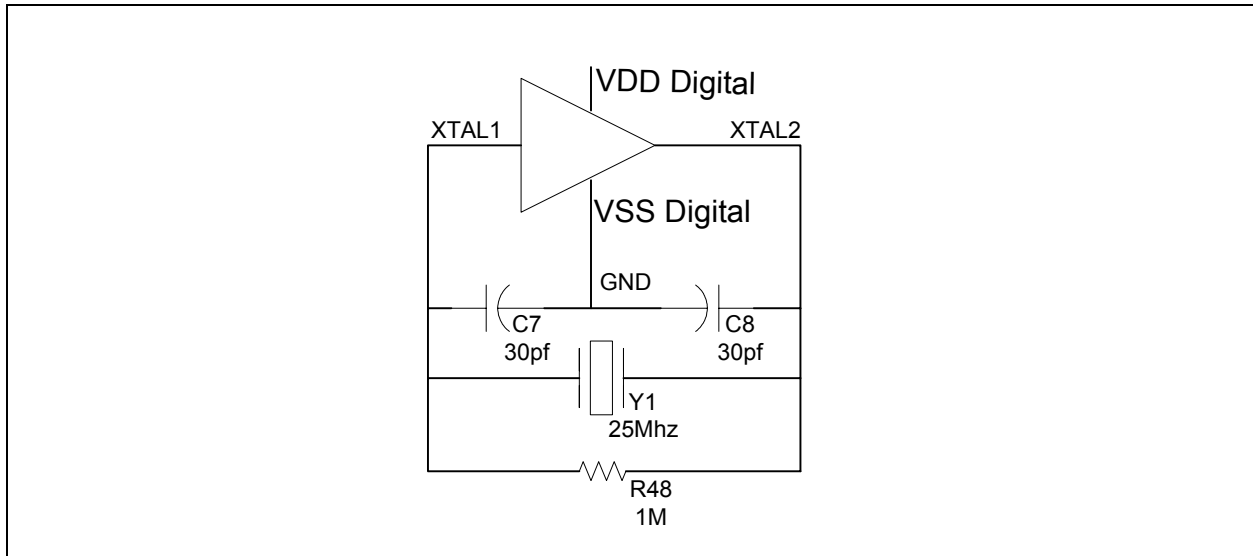 VDD Digital
XTAL1
XTAL2
VSS Digital
GND
C7
30pf
C8
30pf
Y1
25Mhz
R48
1M